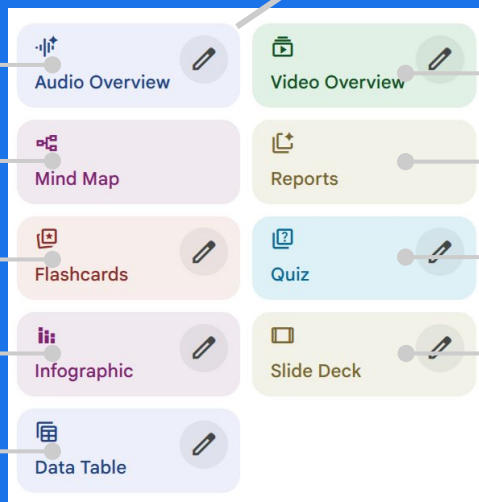 Audio Overview
Video Overview
Mind Map
Reports
Flashcards
Quiz
Infographic
Slide Deck
Data Table